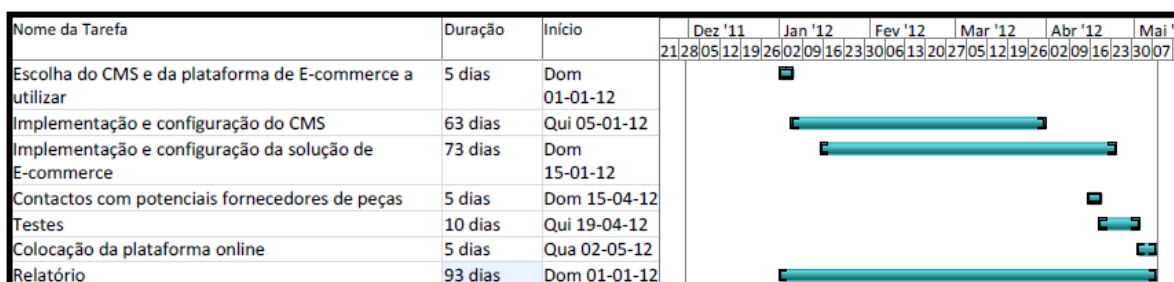 Nome da Tarefa Duração Início Dez '11 Jan '12 Fev '12 Mar '12 Abr '12 Mai '
21 28 05 12 19 26 02 09 16 23 30 06 13 20 27 05 12 19 26 02 09 16 23 30 07
Escolha do CMS e da plataforma de E-commerce a 5 dias Dom
utilizar 01-01-12
Implementação e configuração do CMS 63 dias Qui 05-01-12
Implementação e configuração da solução de 73 dias Dom
E-commerce 15-01-12
Contactos com potenciais fornecedores de peças 5 dias Dom 15-04-12
Testes 10 dias Qui 19-04-12
Colocação da plataforma online 5 dias Qua 02-05-12
Relatório 93 dias Dom 01-01-12